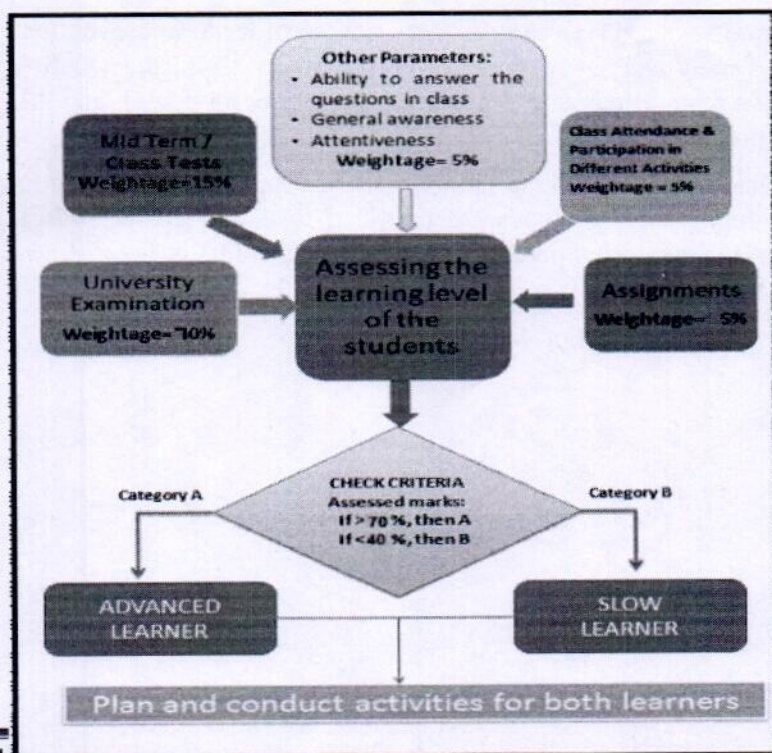 Other Parameters:
• Ability to answer the
questions in class
• General awareness
• Attentiveness
Weightage= 5%
Mid Term /
Class Tests
Weightage=15%
Class Attendance &
Participation in
Different Activities
Weightage = 5%
University
Examination
Weightage=
Assessing the
learning level
of the
students
Assignments
Weightage= 5%
CHECK CRITERIA
Assessed marks:
If >70 %, then A
If <40 %, then B
Category A
Category B
ADVANCED
LEARNER
SLOW
LEARNER
Plan and conduct activities for both learners